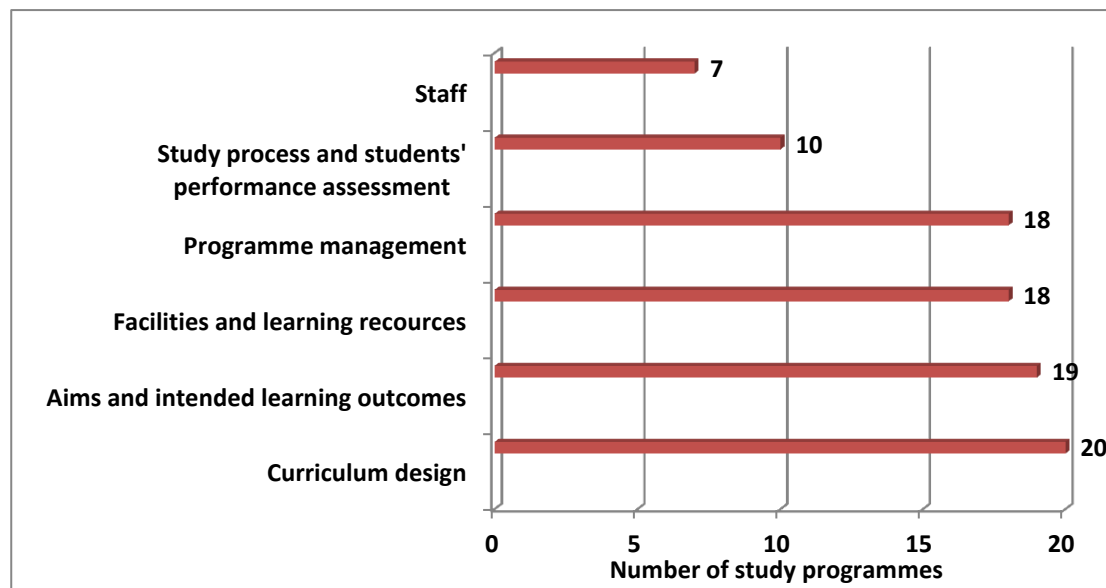 7
Staff
10
Study process and students'
performance assessment
18
Programme management
18
Facilities and learning recources
19
Aims and intended learning outcomes
20
Curriculum design
0 5 10 15 20
Number of study programmes